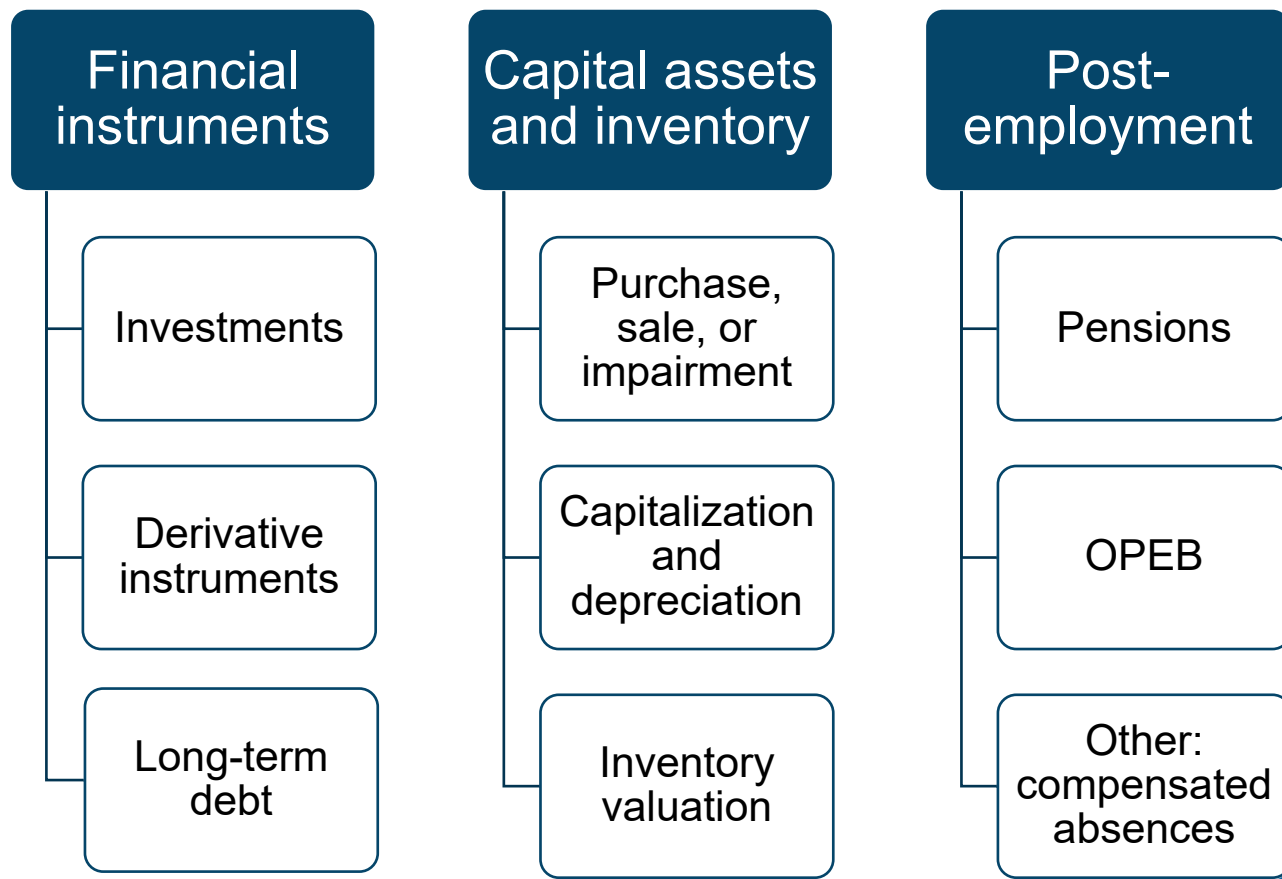 Financial
instruments
Investments
Derivative
instruments
Long-term
debt
Capital assets
and inventory
Purchase,
sale, or
impairment
Capitalization
and
depreciation
Inventory
valuation
Post-
employment
Pensions
OPEB
Other:
compensated
absences